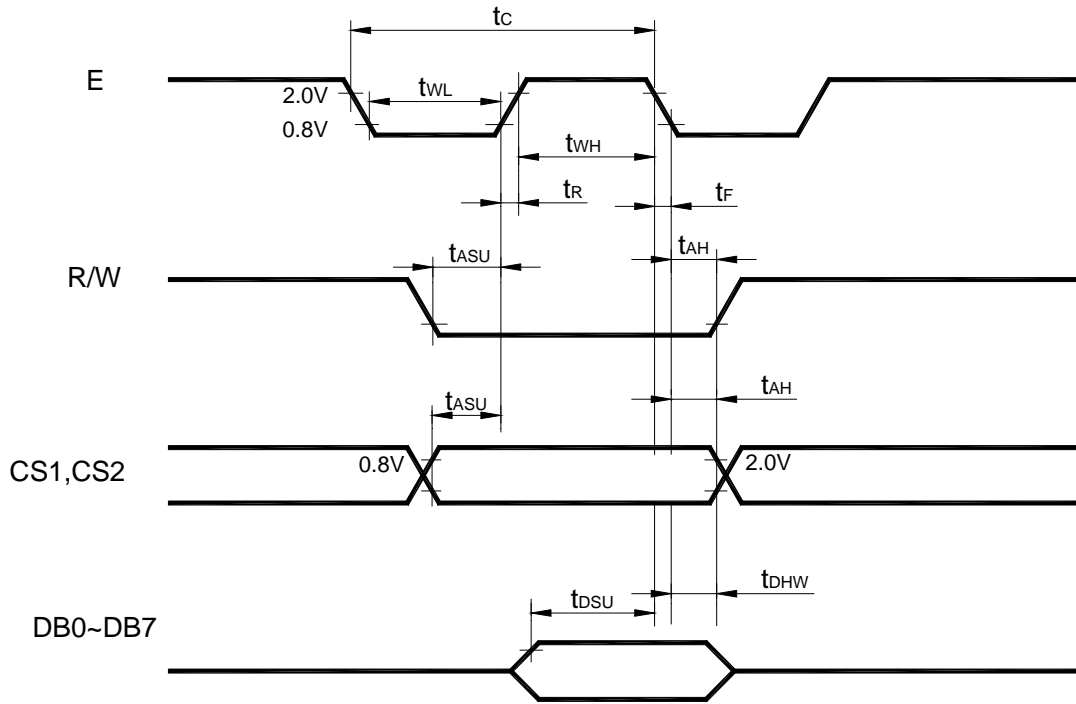 tC
E
tWL
2.0V
0.8V
tWH
tR
tF
tASU
tAH
R/W
tASU
tAH
0.8V
2.0V
CS1,CS2
tDHW
tDSU
DB0~DB7